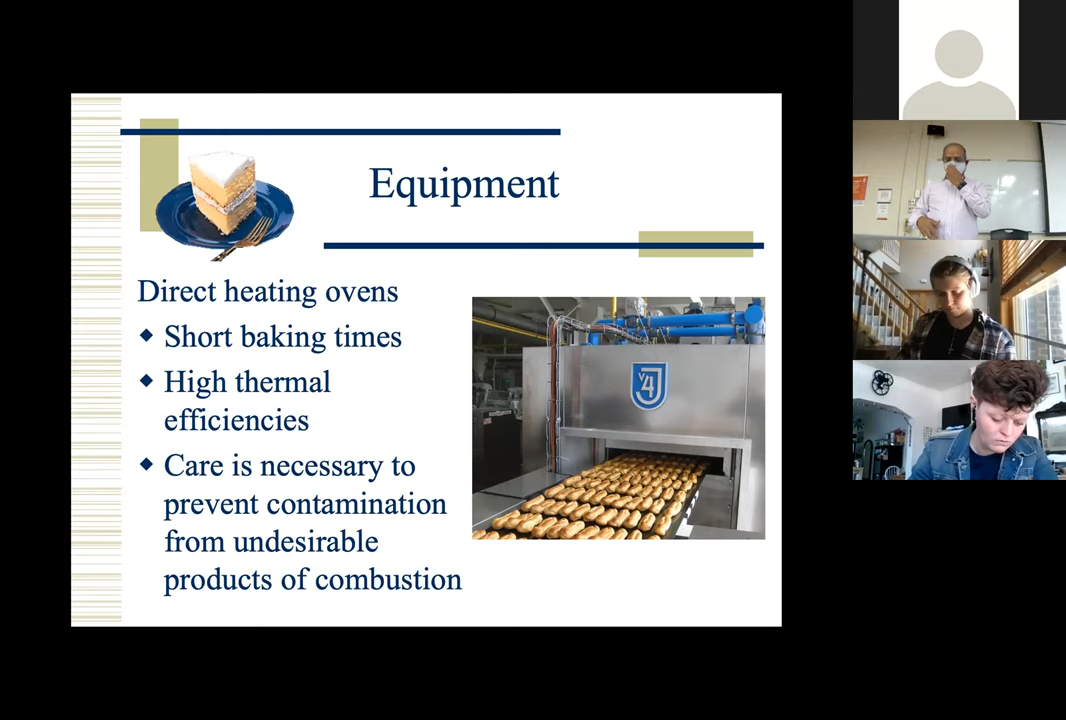 Equipment
Direct heating ovens
Short baking times
High thermal
efficiencies
Care is necessary to
prevent contamination
from undesirable
products of combustion
V4